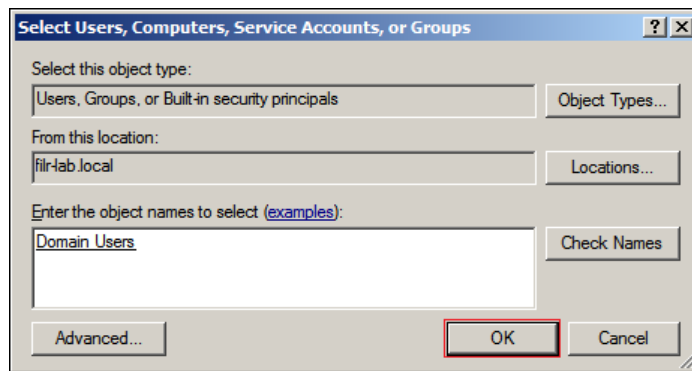 Select Users, Computers, Service Accounts, or Groups
Select this object type:
Users, Groups, or Built-in security principals
Object Types...
From this location:
filr-lab.local
Locations...
Enter the object names to select (examples):
Domain Users
Check Names
Advanced...
OK
Cancel